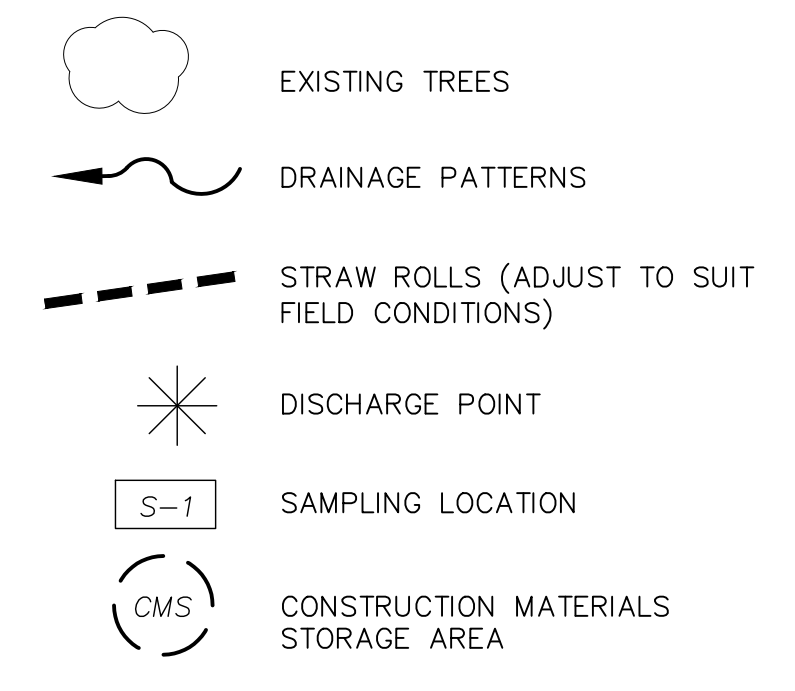 EXISTING TREES
DRAINAGE PATTERNS
STRAW ROLLS (ADJUST TO SUIT
FIELD CONDITIONS)
DISCHARGE POINT
S-1 SAMPLING LOCATION
CMS CONSTRUCTION MATERIALS
STORAGE AREA